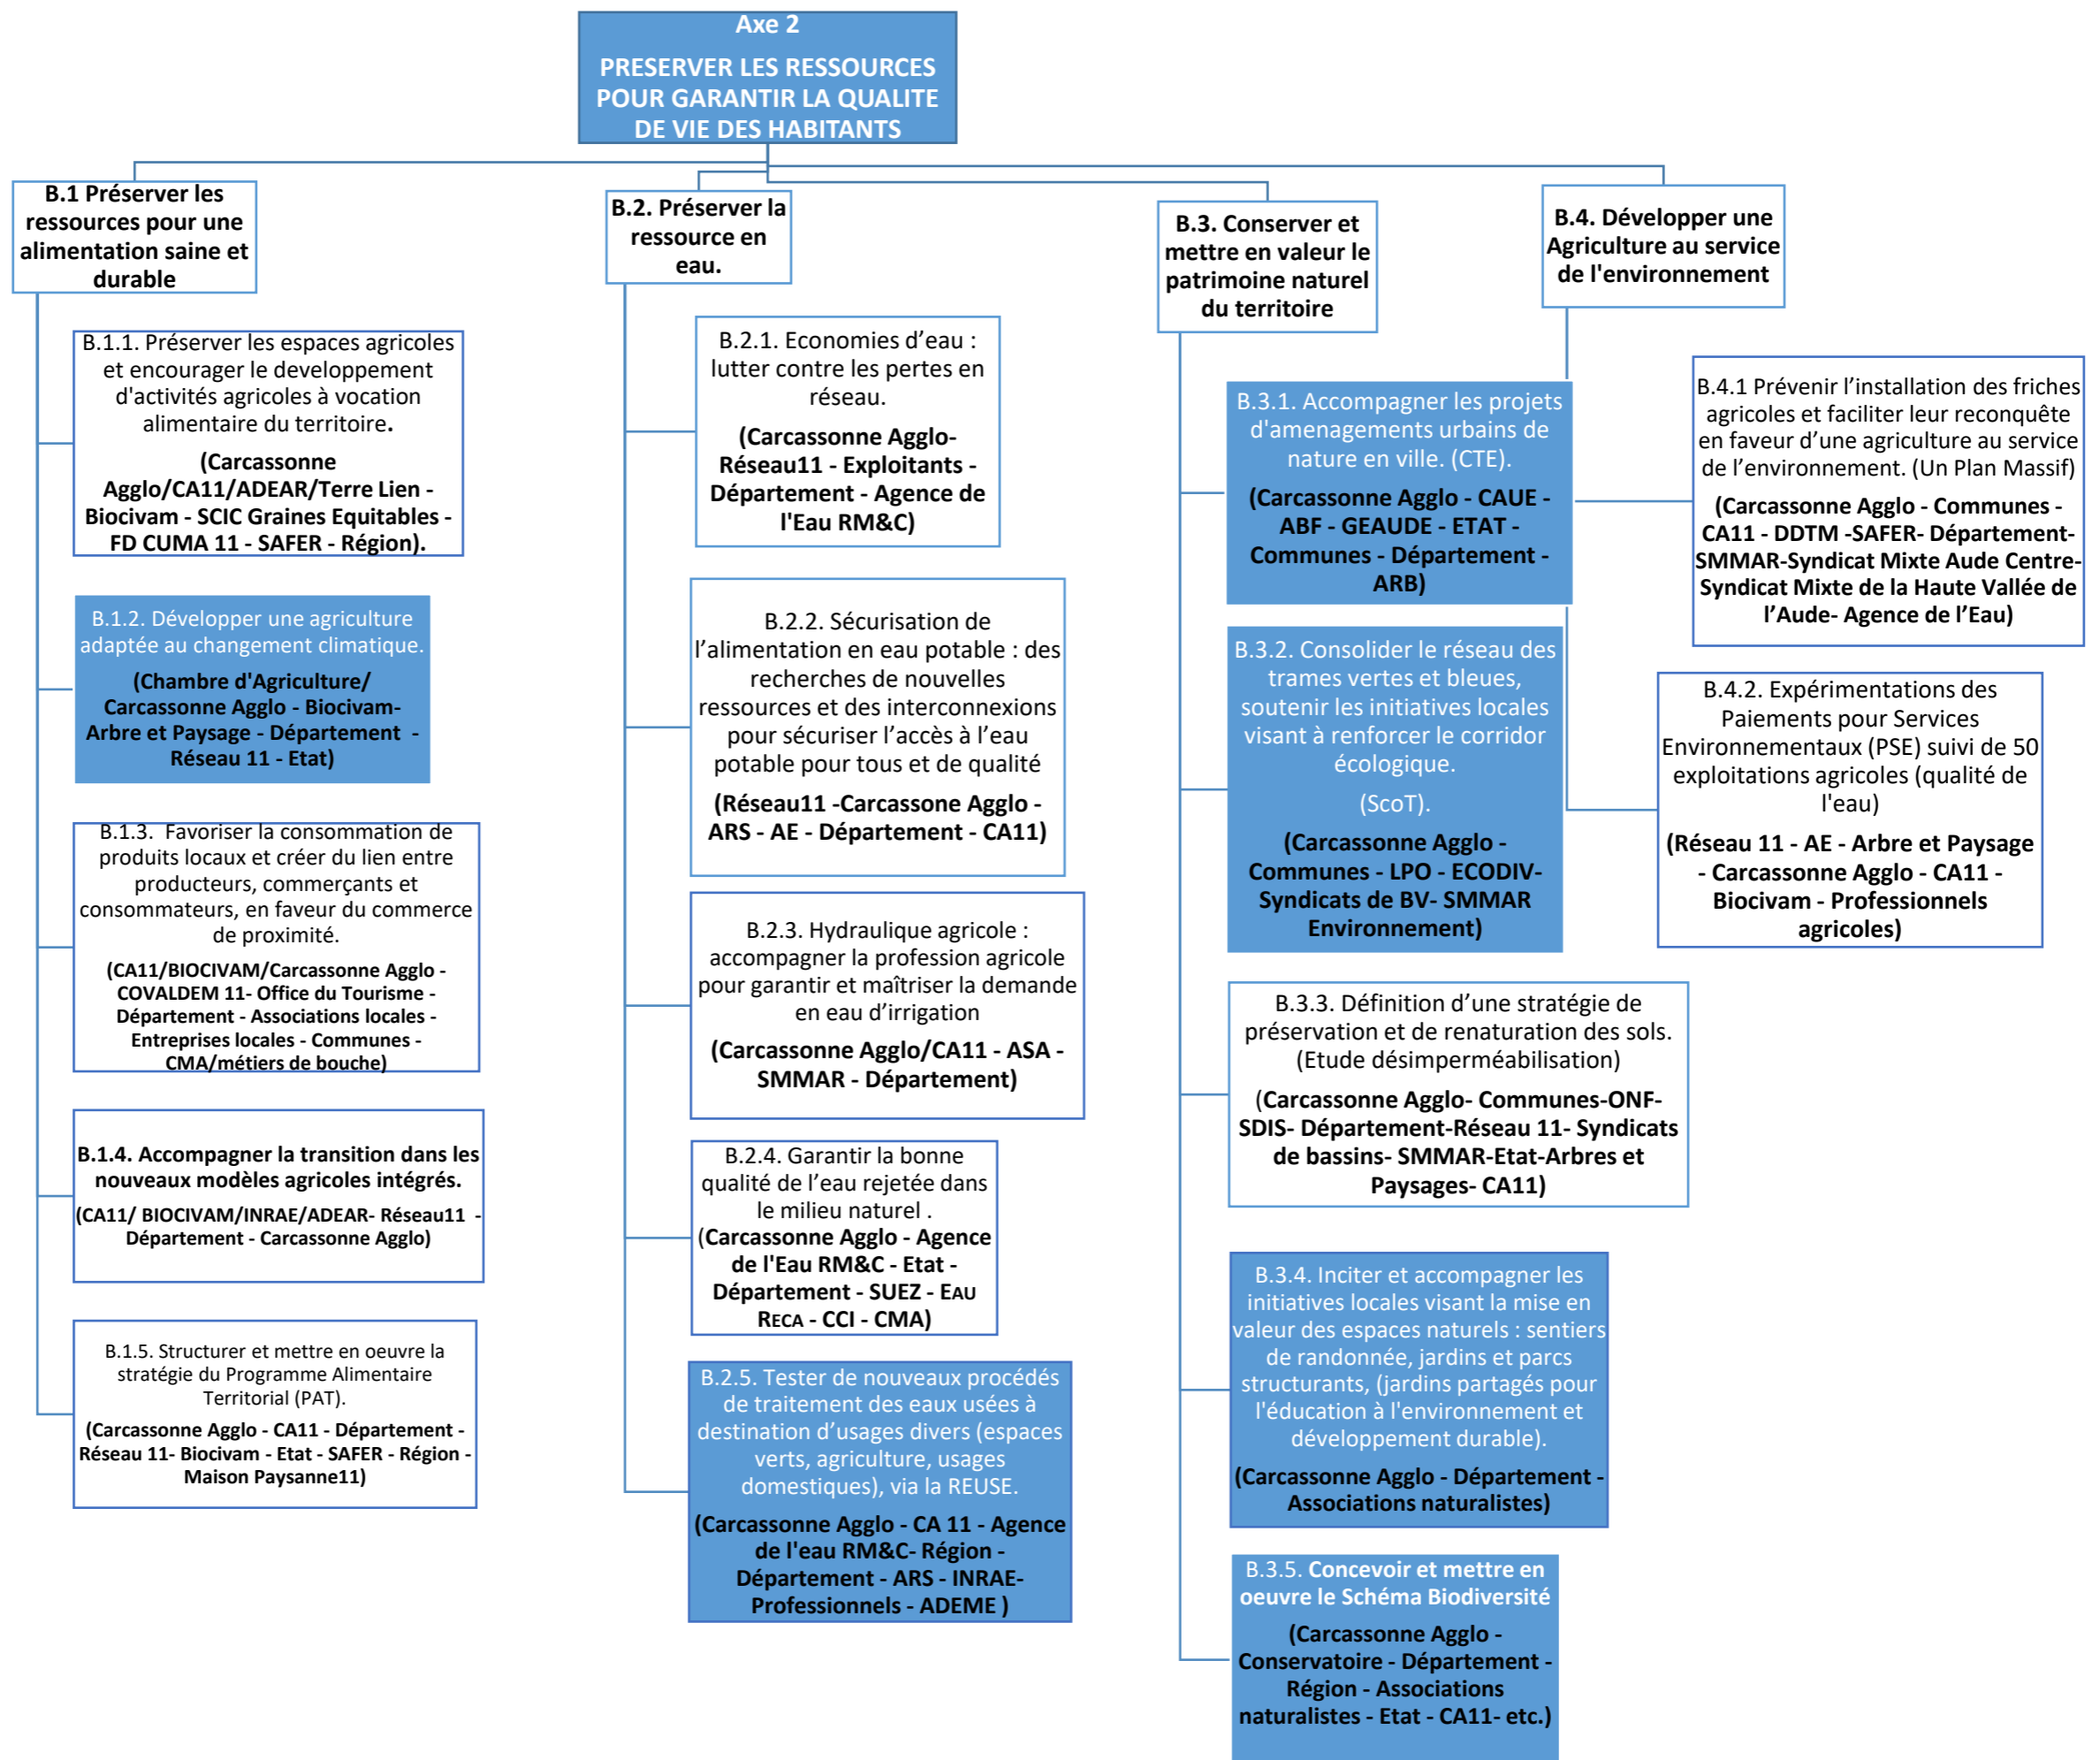 Axe 2
PRESERVER LES RESSOURCES
POUR GARANTIR LA QUALITE
DE VIE DES HABITANTS
B.1 Préserver les
ressources pour une
alimentation saine et
durable
B.1.1. Préserver les espaces agricoles
et encourager le developpement
d'activités agricoles à vocation
alimentaire du territoire.
(Carcassonne
Agglo/CA11/ADEAR/Terre Lien -
Biocivam - SCIC Graines Equitables -
FD CUMA 11 - SAFER - Région).
B.1.2. Développer une agriculture
adaptée au changement climatique.
(Chambre d'Agriculture/
Carcassonne Agglo - Biocivam-
Arbre et Paysage - Département -
Réseau 11 - Etat)
B.1.3. Favoriser la consommation de
produits locaux et créer du lien entre
producteurs, commerçants et
consommateurs, en faveur du commerce
de proximité.
(CA11/BIOCIVAM/Carcassonne Agglo -
COVALDEM 11- Office du Tourisme -
Département - Associations locales -
Entreprises locales - Communes -
CMA/métiers de bouche)
B.1.4. Accompagner la transition dans les
nouveaux modèles agricoles intégrés.
(CA11/ BIOCIVAM/INRAE/ADEAR- Réseau11 -
Département - Carcassonne Agglo)
B.1.5. Structurer et mettre en oeuvre la
stratégie du Programme Alimentaire
Territorial (PAT).
(Carcassonne Agglo - CA11 - Département -
Réseau 11- Biocivam - Etat - SAFER - Région -
Maison Paysanne11)
B.2. Préserver la
ressource en
eau.
B.2.1. Economies d’eau :
lutter contre les pertes en
réseau.
(Carcassonne Agglo-
Réseau11 - Exploitants -
Département - Agence de
l'Eau RM&C)
B.2.2. Sécurisation de
l’alimentation en eau potable : des
recherches de nouvelles
ressources et des interconnexions
pour sécuriser l’accès à l’eau
potable pour tous et de qualité
(Réseau11 -Carcassone Agglo -
ARS - AE - Département - CA11)
B.2.3. Hydraulique agricole :
accompagner la profession agricole
pour garantir et maîtriser la demande
en eau d’irrigation
(Carcassonne Agglo/CA11 - ASA -
SMMAR - Département)
B.2.4. Garantir la bonne
qualité de l’eau rejetée dans
le milieu naturel .
(Carcassonne Agglo - Agence
de l'Eau RM&C - Etat -
Département - SUEZ - EAU
RECA - CCI - CMA)
B.2.5. Tester de nouveaux procédés
de traitement des eaux usées à
destination d’usages divers (espaces
verts, agriculture, usages
domestiques), via la REUSE.
(Carcassonne Agglo - CA 11 - Agence
de l'eau RM&C- Région -
Département - ARS - INRAE-
Professionnels - ADEME )
B.3. Conserver et
mettre en valeur le
patrimoine naturel
du territoire
B.3.1. Accompagner les projets
d'amenagements urbains de
nature en ville. (CTE).
(Carcassonne Agglo - CAUE -
ABF - GEAUDE - ETAT -
Communes - Département -
ARB)
B.3.2. Consolider le réseau des
trames vertes et bleues,
soutenir les initiatives locales
visant à renforcer le corridor
écologique.
(ScoT).
(Carcassonne Agglo -
Communes - LPO - ECODIV-
Syndicats de BV- SMMAR
Environnement)
B.3.3. Définition d’une stratégie de
préservation et de renaturation des sols.
(Etude désimperméabilisation)
(Carcassonne Agglo- Communes-ONF-
SDIS- Département-Réseau 11- Syndicats
de bassins- SMMAR-Etat-Arbres et
Paysages- CA11)
B.3.4. Inciter et accompagner les
initiatives locales visant la mise en
valeur des espaces naturels : sentiers
de randonnée, jardins et parcs
structurants, (jardins partagés pour
l'éducation à l'environnement et
développement durable).
(Carcassonne Agglo - Département -
Associations naturalistes)
B.3.5. Concevoir et mettre en
oeuvre le Schéma Biodiversité
(Carcassonne Agglo -
Conservatoire - Département -
Région - Associations
naturalistes - Etat - CA11- etc.)
B.4. Développer une
Agriculture au service
de l'environnement
B.4.1 Prévenir l’installation des friches
agricoles et faciliter leur reconquête
en faveur d’une agriculture au service
de l’environnement. (Un Plan Massif)
(Carcassonne Agglo - Communes -
CA11 - DDTM -SAFER- Département-
SMMAR-Syndicat Mixte Aude Centre-
Syndicat Mixte de la Haute Vallée de
l’Aude- Agence de l’Eau)
B.4.2. Expérimentations des
Paiements pour Services
Environnementaux (PSE) suivi de 50
exploitations agricoles (qualité de
l'eau)
(Réseau 11 - AE - Arbre et Paysage
- Carcassonne Agglo - CA11 -
Biocivam - Professionnels
agricoles)